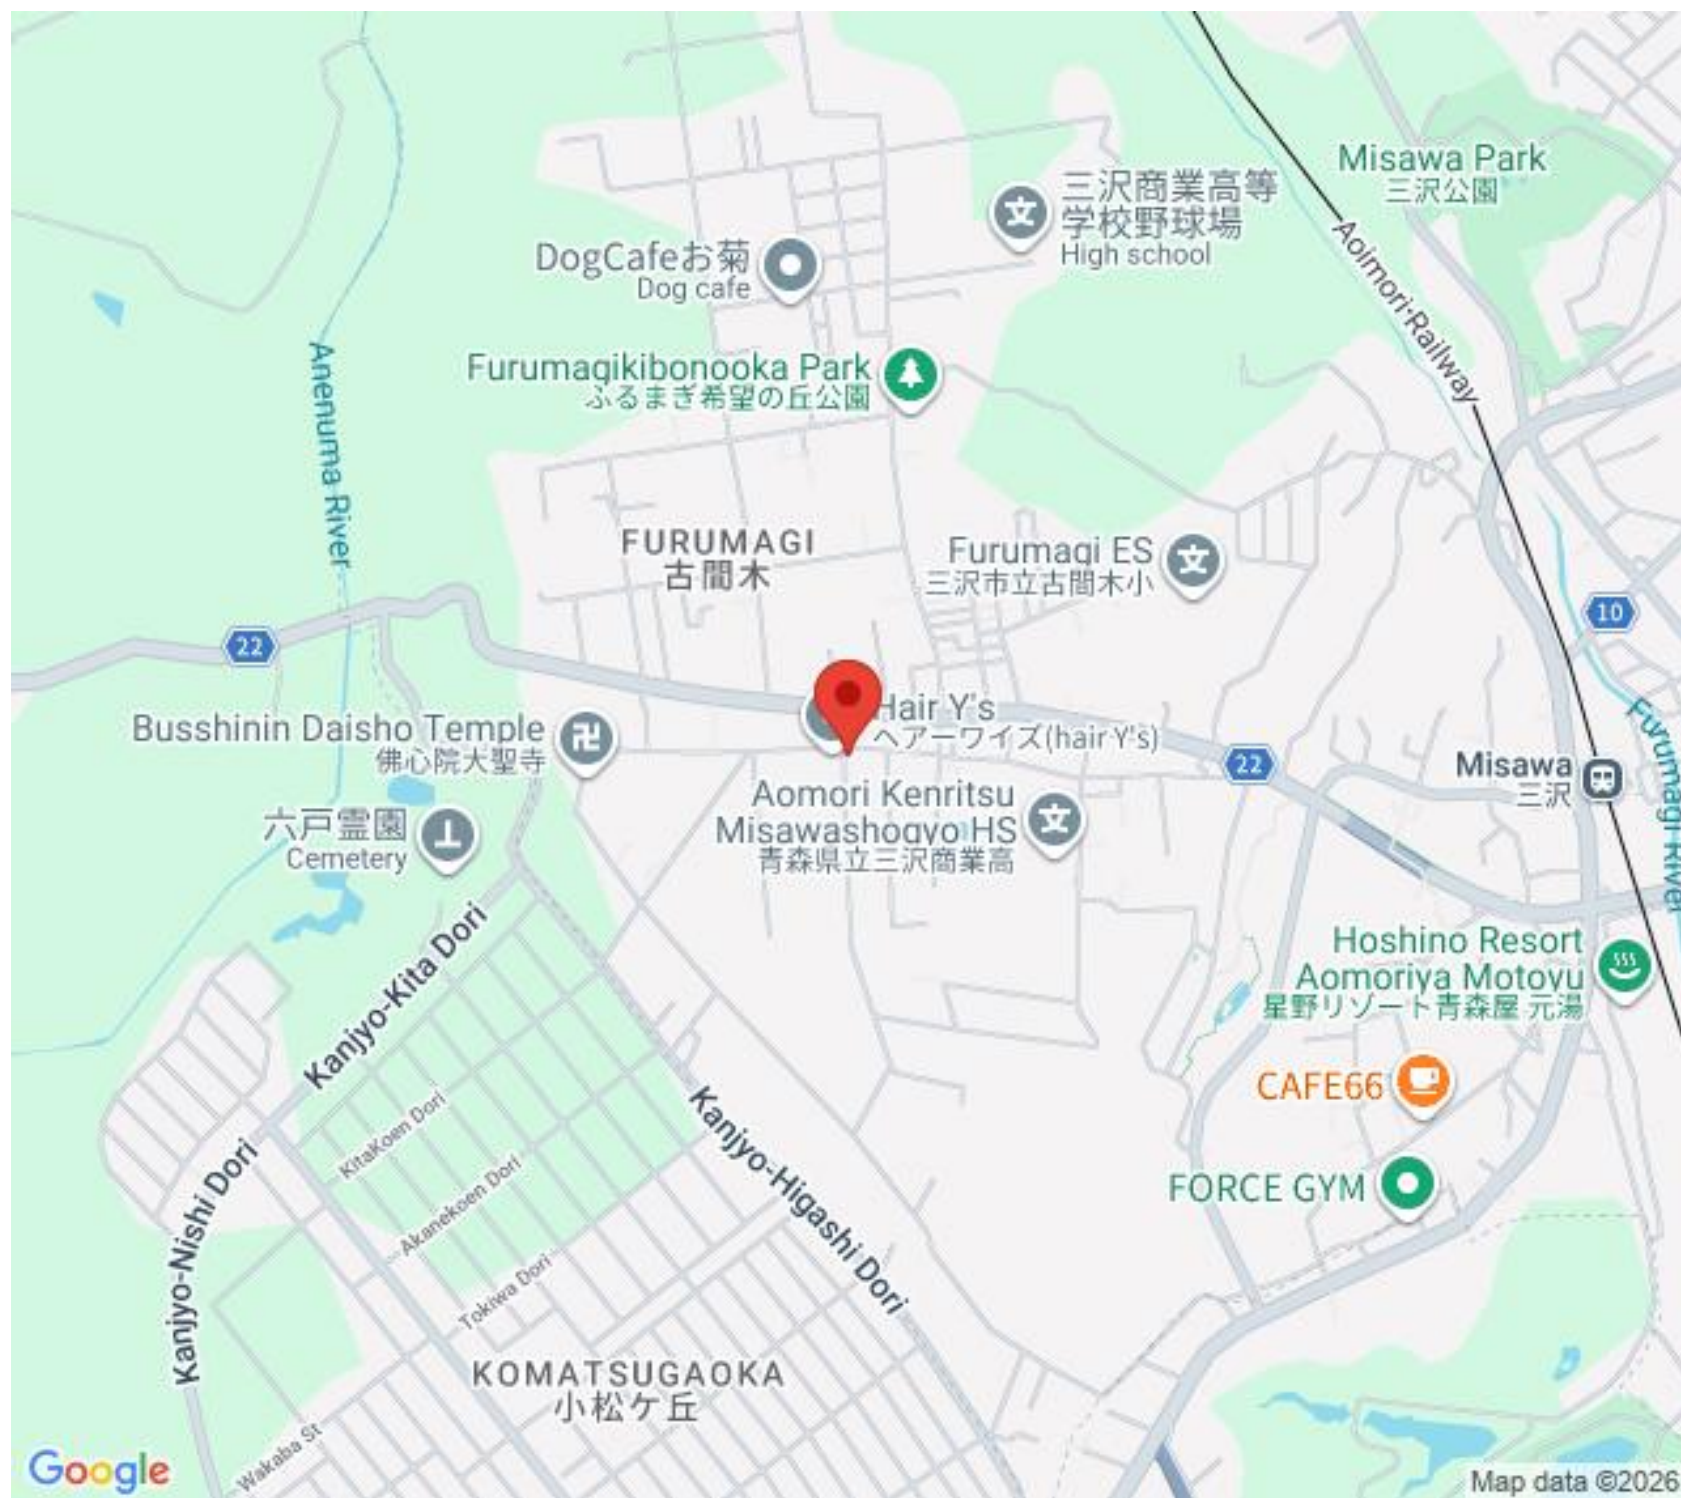 Misawa Park
三沢公園
三沢商業高等
学校野球場
High school
DogCafeお菊
Dog cafe
Aoimori Railway
Furumagikibonooka Park
ふるまぎ希望の丘公園
Anenuma River
FURUMAGI
古間木
Furumagi ES
三沢市立古間木小
10
22
Hair Y's
ヘアーワイズ(hair Y's)
Busshinin Daisho Temple
佛心院大聖寺
22
Misawa
三沢
Furumagi River
Aomori Kenritsu
Misawashogyo HS
青森県立三沢商業高
六戸霊園
Cemetery
Hoshino Resort
Aomoriya Motoyu
星野リゾート青森屋 元湯
Kanjyo-Kita Dori
CAFE66
KitaKoen Dori
Kanjyo-Higashi Dori
Kanjyo-Nishi Dori
Akanekoen Dori
FORCE GYM
Tokiwa Dori
KOMATSUGAOKA
小松ケ丘
Wakaba St
Google
Map data ©2026